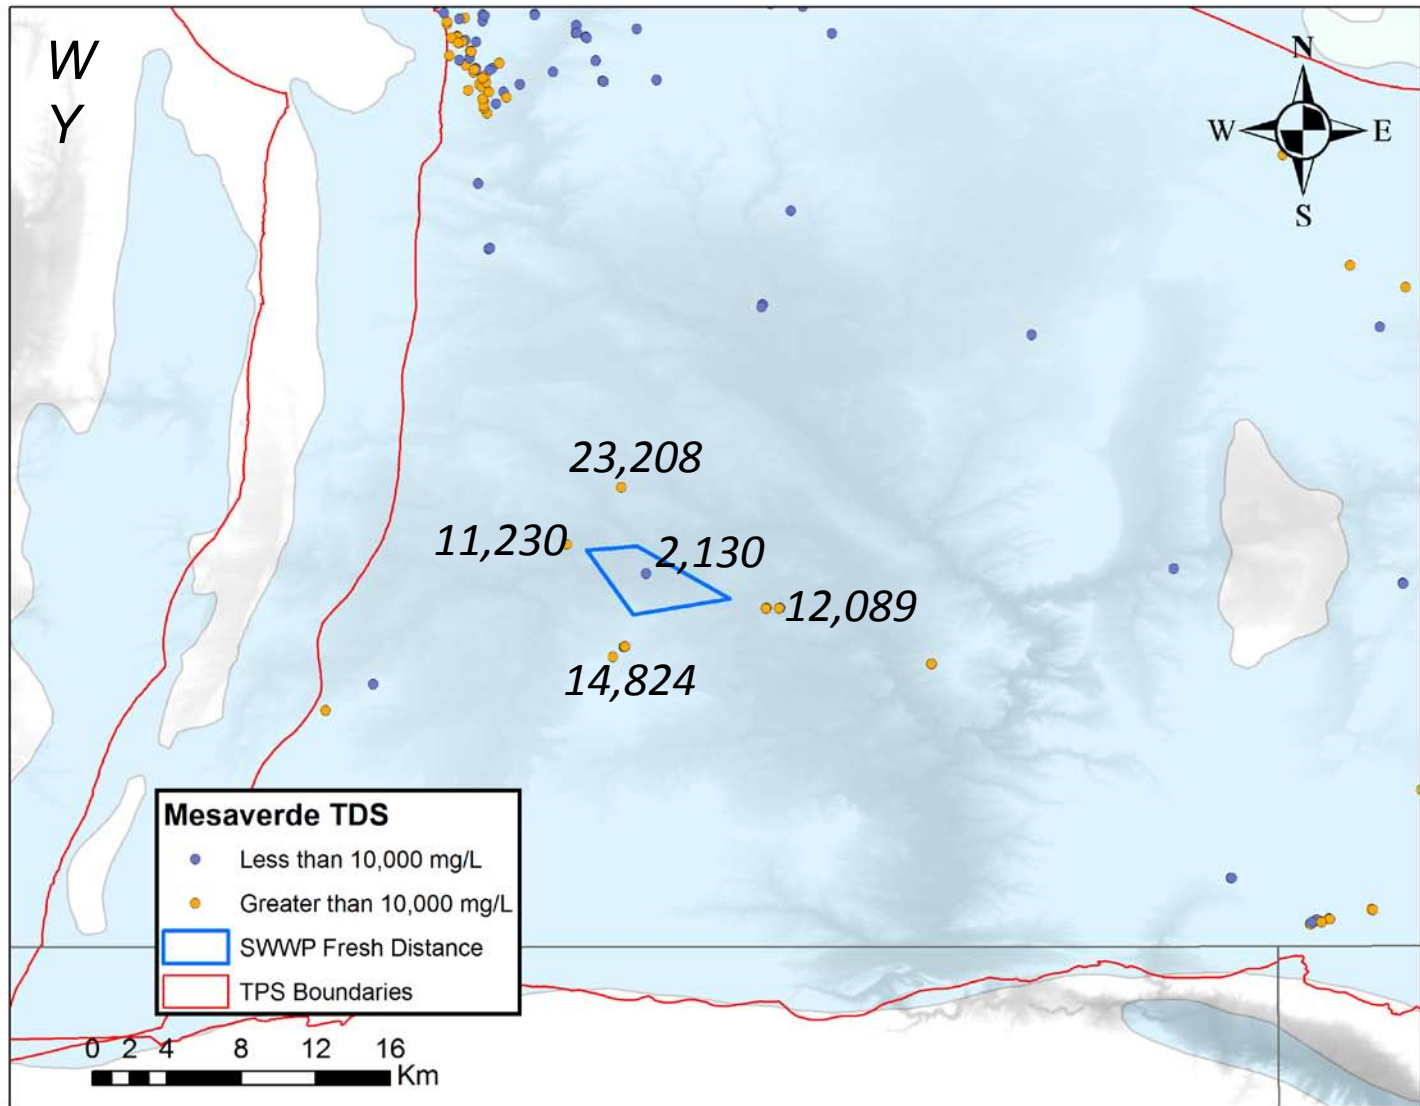 W
Y
N
W E
S
23,208
11,230
2,130
12,089
14,824
Mesaverde TDS
Less than 10,000 mg/L
Greater than 10,000 mg/L
SWWP Fresh Distance
TPS Boundaries
0 2 4 8 12 16
Km